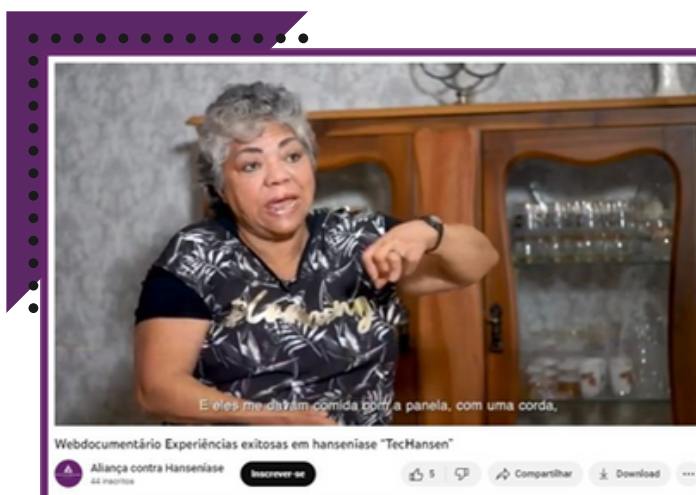 E eles me davam comida com a panela, com uma corda,
Webdocumentário Experiências exitosas em hanseníase "TecHansen"
Aliança contra Hanseníase
44 inscritos
Inscrever-se
5
Compartilhar
Download